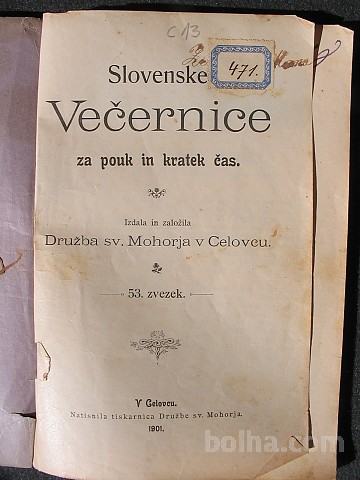 C13
Slovenske
471.
Večernice
za pouk in kratek čas.
Izdala in založila
Družba sv. Mohorja v Celovcu.
53. zvezek.
V Celovcu.
Natisnila tiskarnica Družbe sv. Mohorja.
1901.
bolha.com